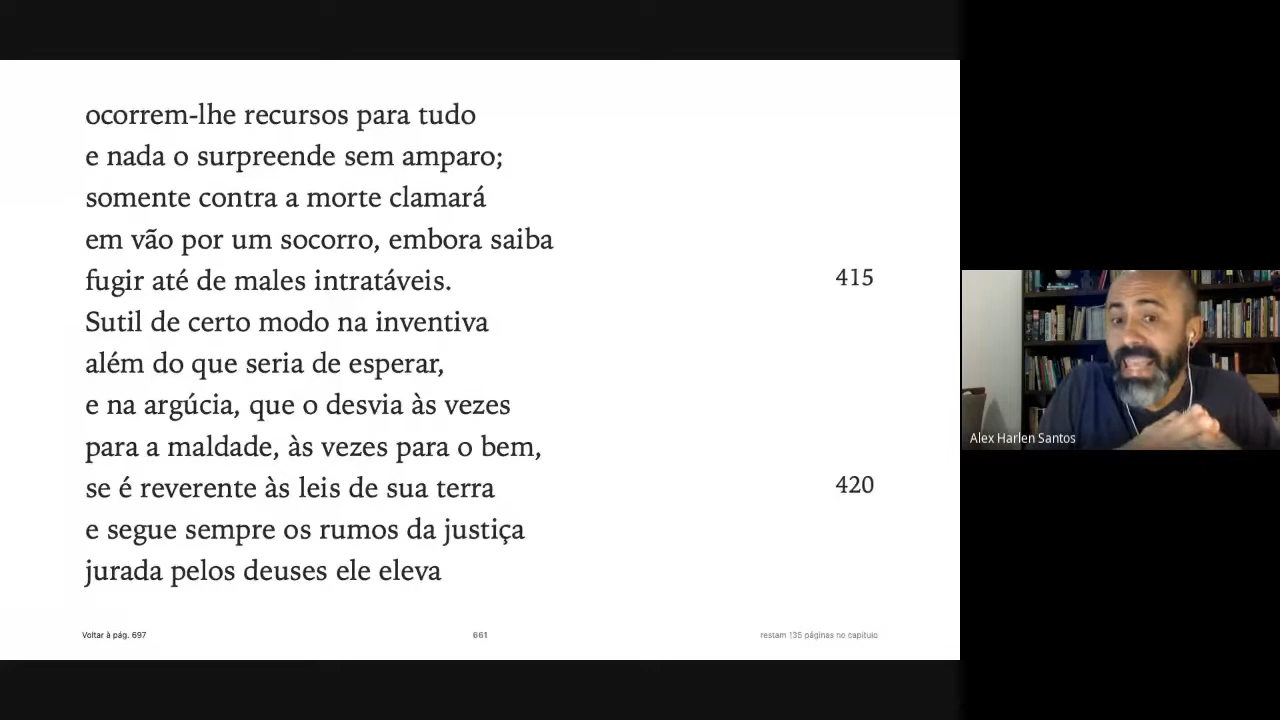 ocorrem-lhe recursos para tudo
e nada o surpreende sem amparo;
somente contra a morte clamará
em vão por um socorro, embora saiba
fugir até de males intratáveis.
415
Sutil de certo modo na inventiva
além do que seria de esperar,
e na argúcia, que o desvia às vezes
para a maldade, às vezes para o bem,
se é reverente às leis de sua terra
420
e segue sempre os rumos da justiça
jurada pelos deuses ele eleva
Voltar à pág. 697
661
restam 135 páginas no capítulo
Alex Harlen Santos